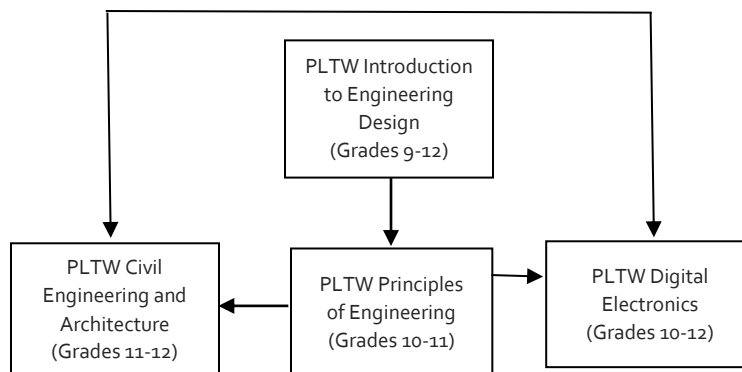 PLTW Introduction
to Engineering
Design
(Grades 9-12)
PLTW Civil
Engineering and
Architecture
(Grades 11-12)
PLTW Principles
of Engineering
(Grades 10-11)
PLTW Digital
Electronics
(Grades 10-12)